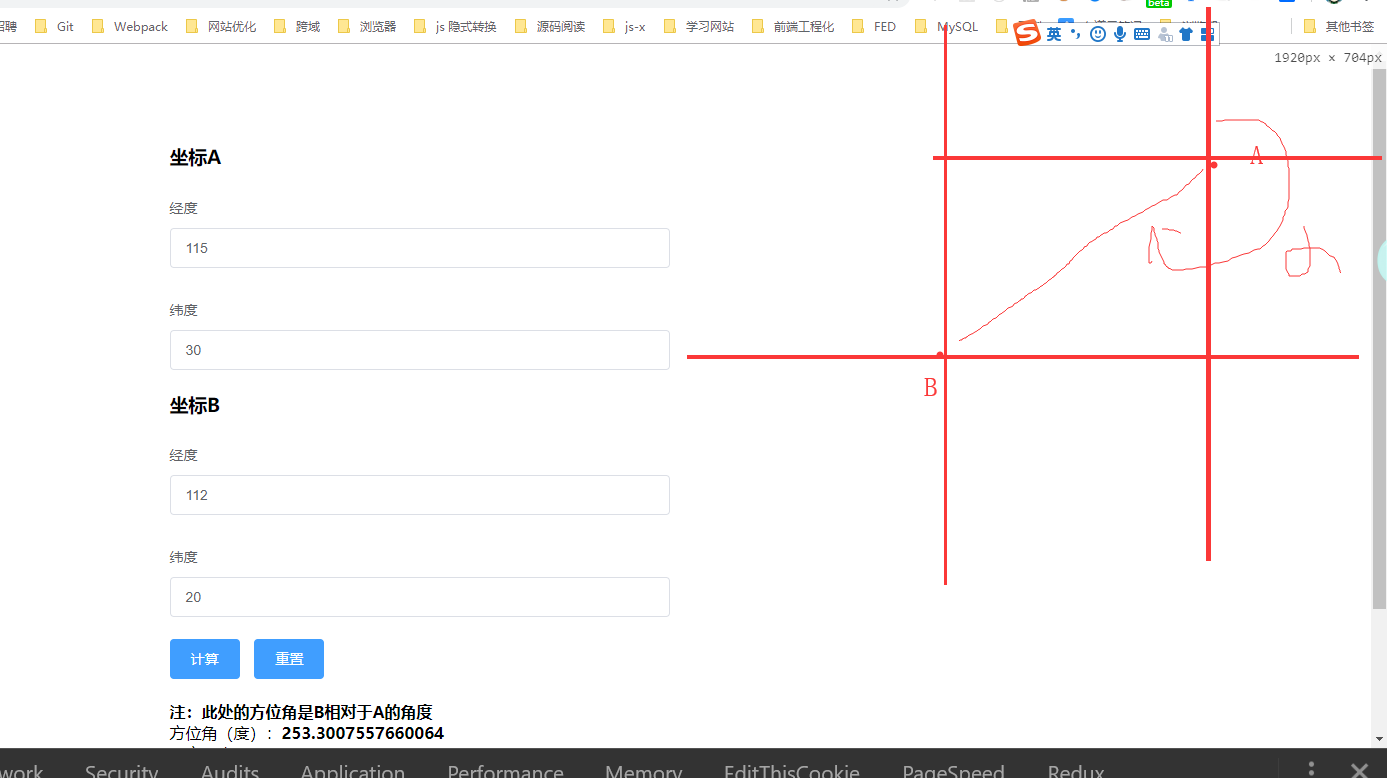 Git Webpack 网站优化 跨域 浏览器 js 隐式转换 源码阅读 js-x 学习网站 前端工程化 FED MySQL 英 其他书签
beta
1920px × 704px
坐标A
经度
115
纬度
30
坐标B
经度
112
纬度
20
计算 重置
注：此处的方位角是B相对于A的角度
方位角（度）：253.3007557660064
A
B
work Security Audits Application Performance Memory EditThisCookie PageSpeed Redux